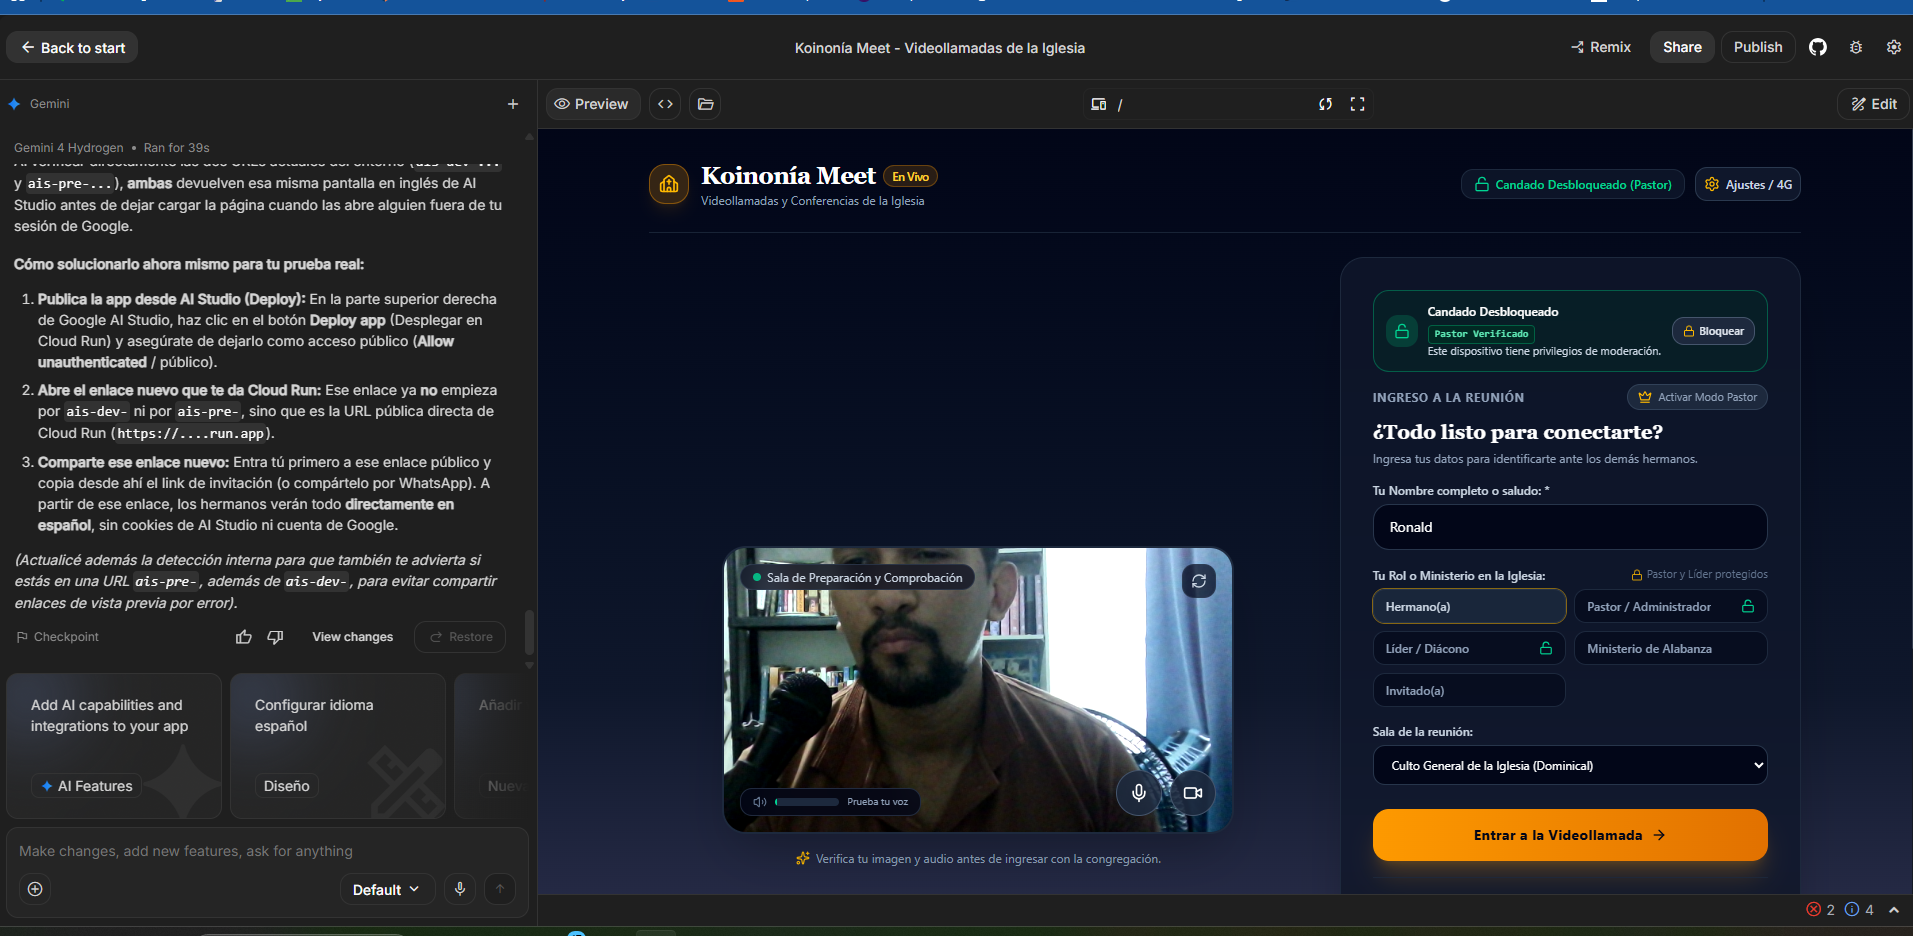 Back to start
Koinonía Meet - Videollamadas de la Iglesia
Remix
Share
Publish
Gemini
Preview
/
Edit
Gemini 4 Hydrogen • Ran for 39s
y ais-pre-...), ambas devuelven esa misma pantalla en inglés de AI
Studio antes de dejar cargar la página cuando las abre alguien fuera de tu
sesión de Google.
Cómo solucionarlo ahora mismo para tu prueba real:
1. Publica la app desde AI Studio (Deploy): En la parte superior derecha
de Google AI Studio, haz clic en el botón Deploy app (Desplegar en
Cloud Run) y asegúrate de dejarlo como acceso público (Allow
unauthenticated / público).
2. Abre el enlace nuevo que te da Cloud Run: Ese enlace ya no empieza
por ais-dev- ni por ais-pre-, sino que es la URL pública directa de
Cloud Run (https://....run.app).
3. Comparte ese enlace nuevo: Entra tú primero a ese enlace público y
copia desde ahí el link de invitación (o compártelo por WhatsApp). A
partir de ese enlace, los hermanos verán todo directamente en
español, sin cookies de AI Studio ni cuenta de Google.
(Actualicé además la detección interna para que también te advierta si
estás en una URL ais-pre-, además de ais-dev-, para evitar compartir
enlaces de vista previa por error).
Checkpoint
View changes
Restore
Add AI capabilities and
integrations to your app
AI Features
Configurar idioma
español
Diseño
Añadir
Nuev
Make changes, add new features, ask for anything
Default
Koinonía Meet
En Vivo
Videollamadas y Conferencias de la Iglesia
Candado Desbloqueado (Pastor)
Ajustes / 4G
Sala de Preparación y Comprobación
Prueba tu voz
Verifica tu imagen y audio antes de ingresar con la congregación.
Candado Desbloqueado
Pastor Verificado
Este dispositivo tiene privilegios de moderación.
Bloquear
INGRESO A LA REUNIÓN
Activar Modo Pastor
¿Todo listo para conectarte?
Ingresa tus datos para identificarte ante los demás hermanos.
Tu Nombre completo o saludo: *
Ronald
Tu Rol o Ministerio en la Iglesia:
Pastor y Líder protegidos
Hermano(a)
Pastor / Administrador
Líder / Diácono
Ministerio de Alabanza
Invitado(a)
Sala de la reunión:
Culto General de la Iglesia (Dominical)
Entrar a la Videollamada
2
4